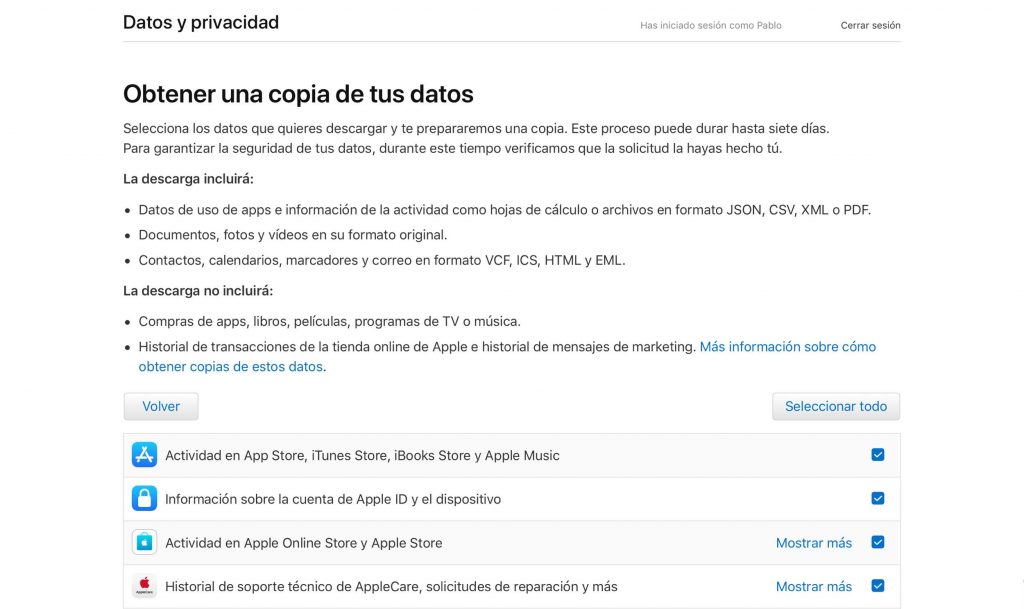 Datos y privacidad
Has iniciado sesión como Pablo
Cerrar sesión
Obtener una copia de tus datos
Selecciona los datos que quieres descargar y te prepararemos una copia. Este proceso puede durar hasta siete días.
Para garantizar la seguridad de tus datos, durante este tiempo verificamos que la solicitud la hayas hecho tú.
La descarga incluirá:
• Datos de uso de apps e información de la actividad como hojas de cálculo o archivos en formato JSON, CSV, XML o PDF.
• Documentos, fotos y vídeos en su formato original.
• Contactos, calendarios, marcadores y correo en formato VCF, ICS, HTML y EML.
La descarga no incluirá:
• Compras de apps, libros, películas, programas de TV o música.
• Historial de transacciones de la tienda online de Apple e historial de mensajes de marketing. Más información sobre cómo
obtener copias de estos datos.
Volver
Seleccionar todo
Actividad en App Store, iTunes Store, iBooks Store y Apple Music
Información sobre la cuenta de Apple ID y el dispositivo
Actividad en Apple Online Store y Apple Store
Mostrar más
AppleCare
Historial de soporte técnico de AppleCare, solicitudes de reparación y más
Mostrar más